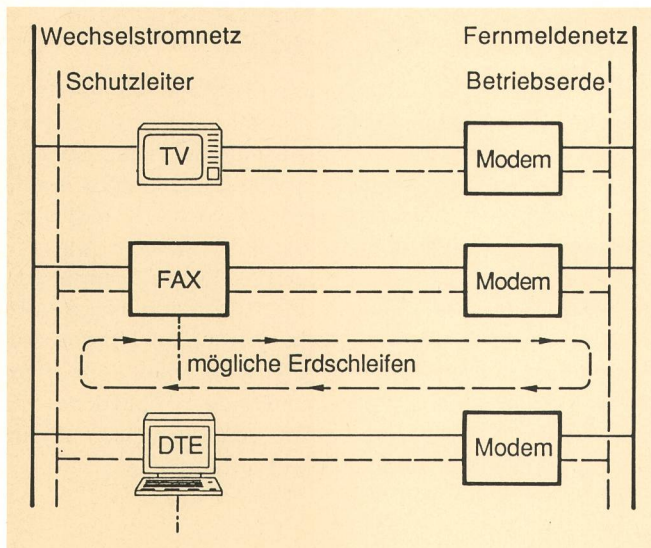 Wechselstromnetz
Fernmeldenetz
Schutzleiter
Betriebserde
TV
Modem
FAX
Modem
mögliche Erdschleifen
DTE
Modem